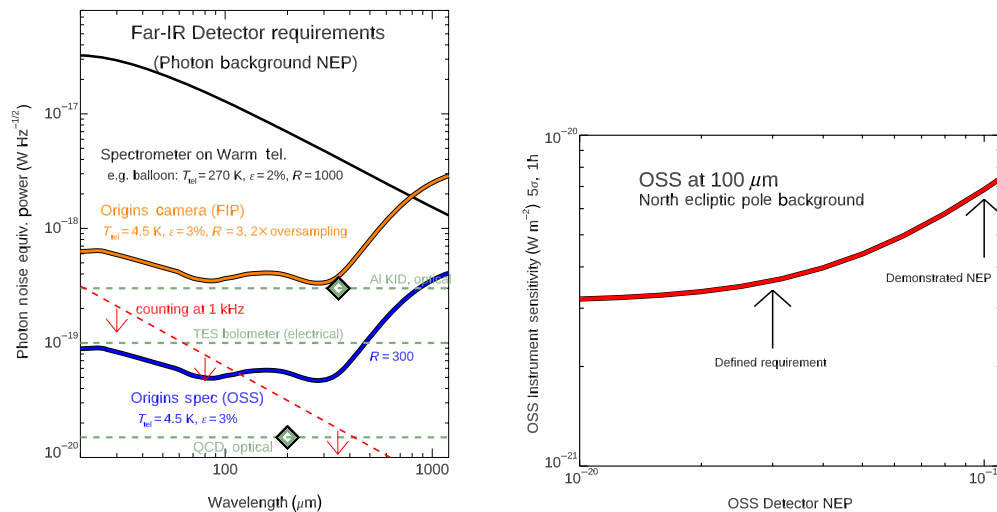 Far-IR Detector requirements
(Photon background NEP)
10⁻¹⁷
Spectrometer on Warm tel.
e.g. balloon: T_tel = 270 K, ε = 2%, R = 1000
10⁻¹⁸
Origins camera (FIP)
T_tel = 4.5 K, ε = 3%, R = 3, 2× oversampling
Al KID, optical
counting at 1 kHz
10⁻¹⁹
TES bolometer (electrical)
R = 300
Origins spec (OSS)
T_tel = 4.5 K, ε = 3%
QCD, optical
10⁻²⁰
100
1000
Wavelength (μm)
Photon noise equiv. power (W Hz⁻¹ᐟ²)
10⁻²⁰
OSS at 100 μm
North ecliptic pole background
Demonstrated NEP
Defined requirement
10⁻²¹
10⁻²⁰
OSS Detector NEP
OSS Instrument sensitivity (W m⁻²) 5σ, 1h